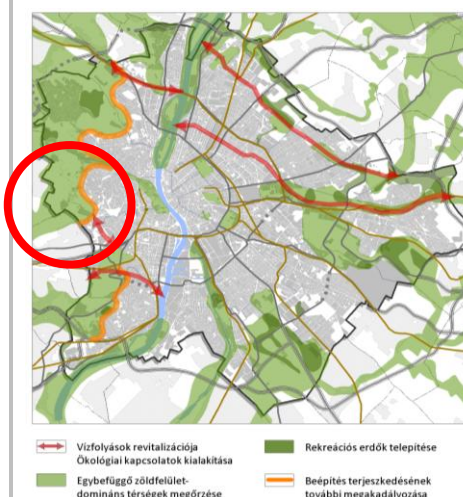 Vízfolyások revitalizációja
Ökológiai kapcsolatok kialakítása
Rekreációs erdők telepítése
Egybefüggő zöldfelület-
domináns térségek megőrzése
Beépítés terjeszkedésének
további megakadályozása